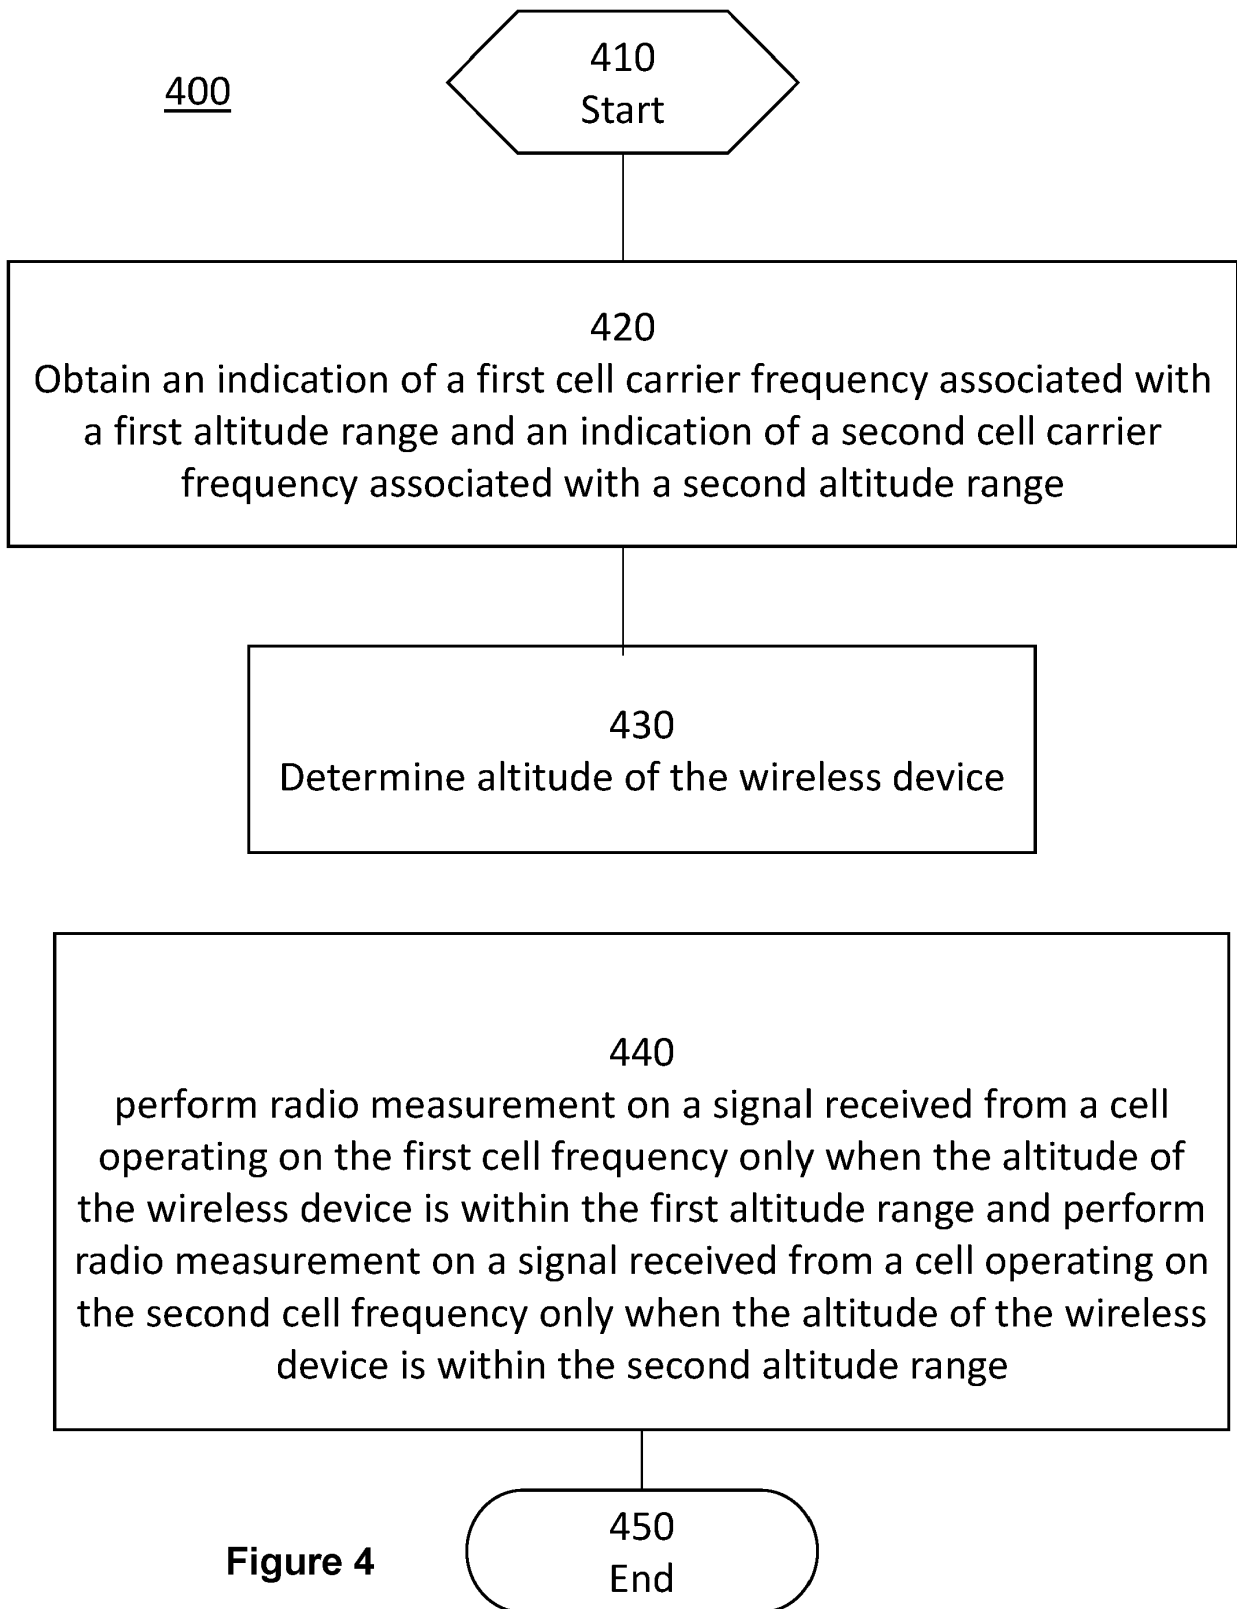 400
410
Start
420
Obtain an indication of a first cell carrier frequency associated with
a first altitude range and an indication of a second cell carrier
frequency associated with a second altitude range
430
Determine altitude of the wireless device
440
perform radio measurement on a signal received from a cell
operating on the first cell frequency only when the altitude of
the wireless device is within the first altitude range and perform
radio measurement on a signal received from a cell operating on
the second cell frequency only when the altitude of the wireless
device is within the second altitude range
450
End
Figure 4